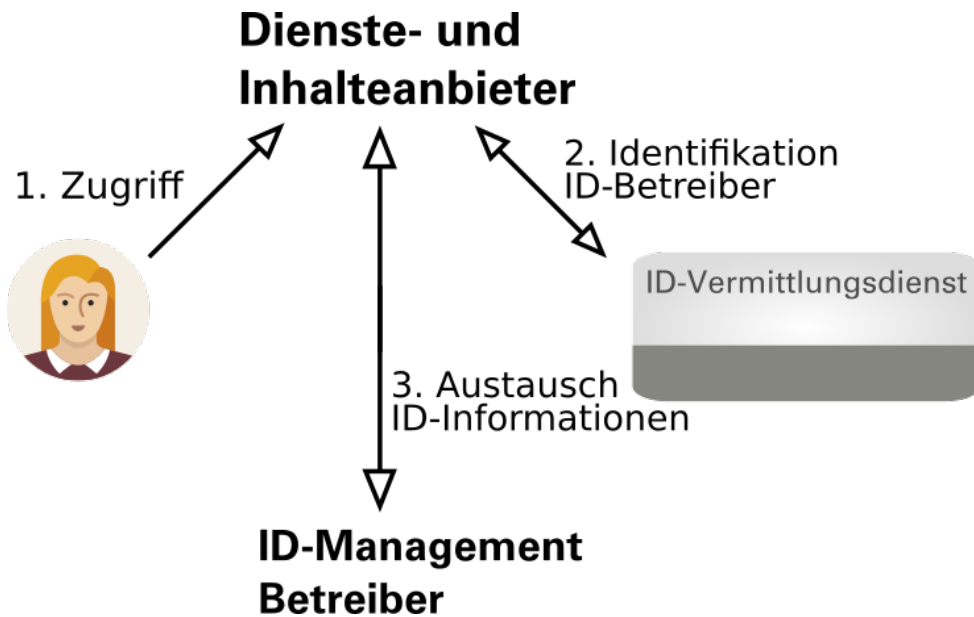 Dienste- und
Inhalteanbieter
1. Zugriff
2. Identifikation
ID-Betreiber
ID-Vermittlungsdienst
3. Austausch
ID-Informationen
ID-Management
Betreiber